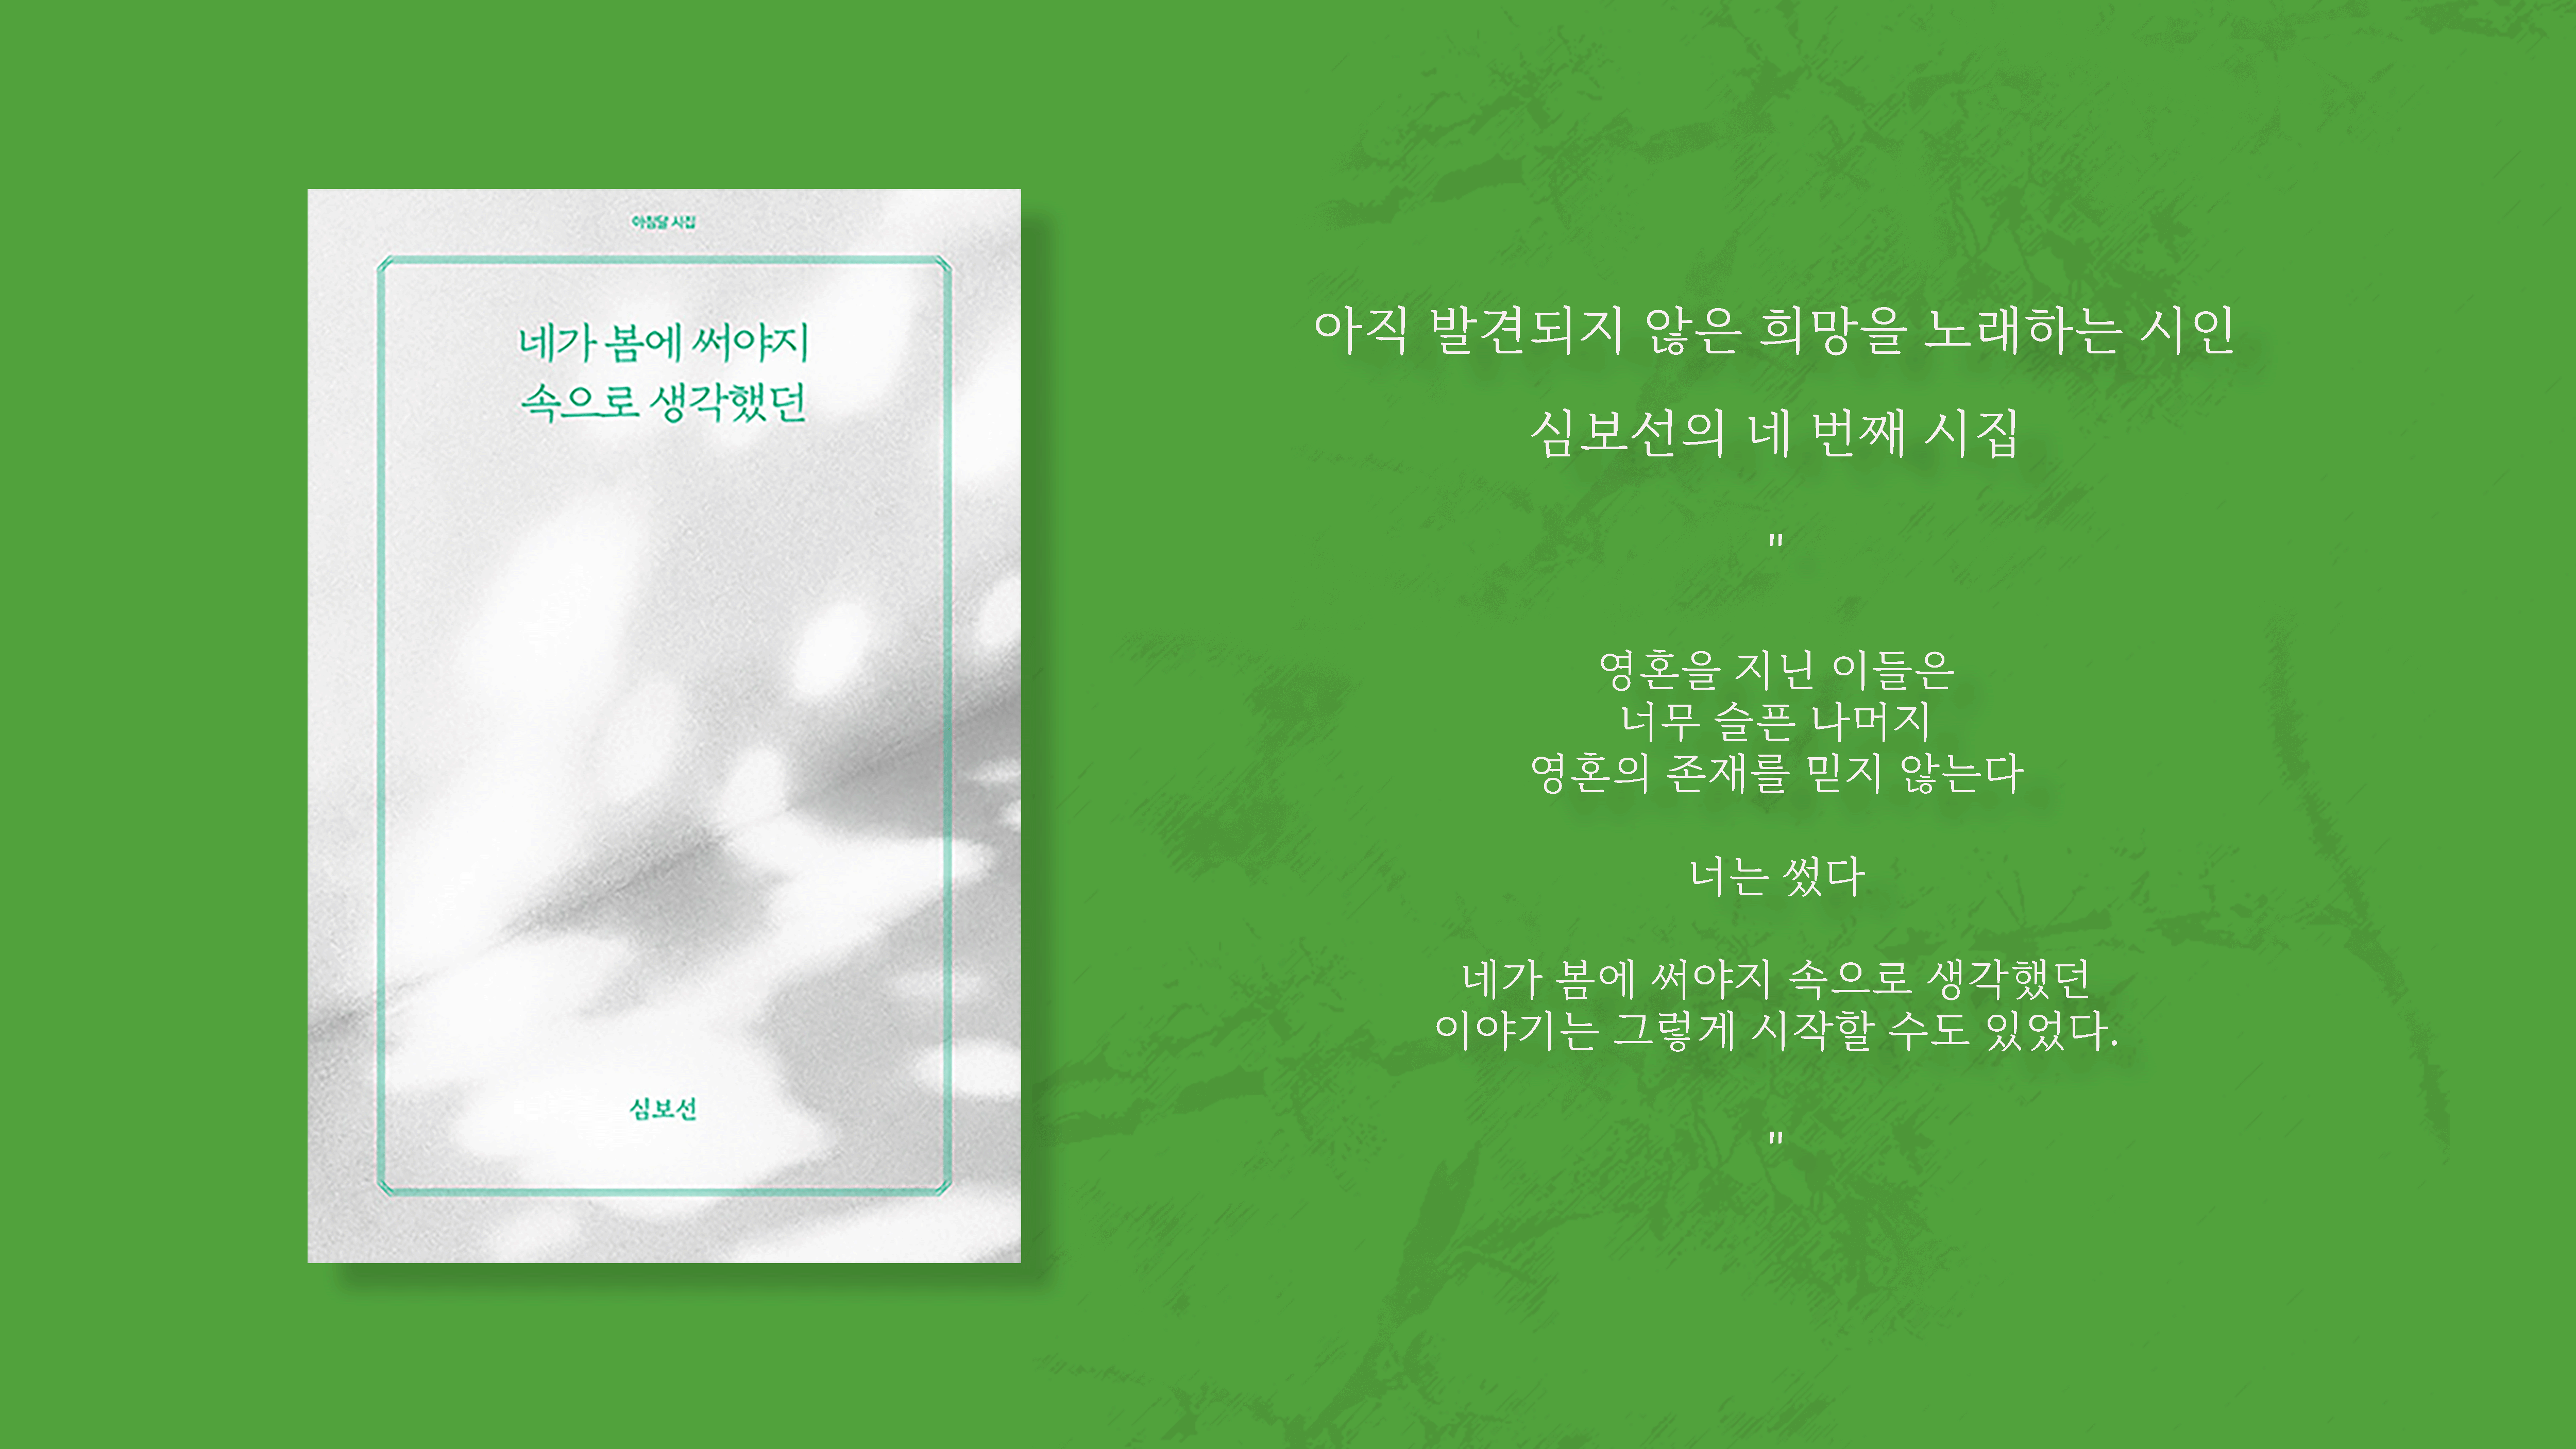 아침달 시집
네가 봄에 써야지
속으로 생각했던
심보선
아직 발견되지 않은 희망을 노래하는 시인
심보선의 네 번째 시집
"
영혼을 지닌 이들은
너무 슬픈 나머지
영혼의 존재를 믿지 않는다
너는 썼다
네가 봄에 써야지 속으로 생각했던
이야기는 그렇게 시작할 수도 있었다.
"